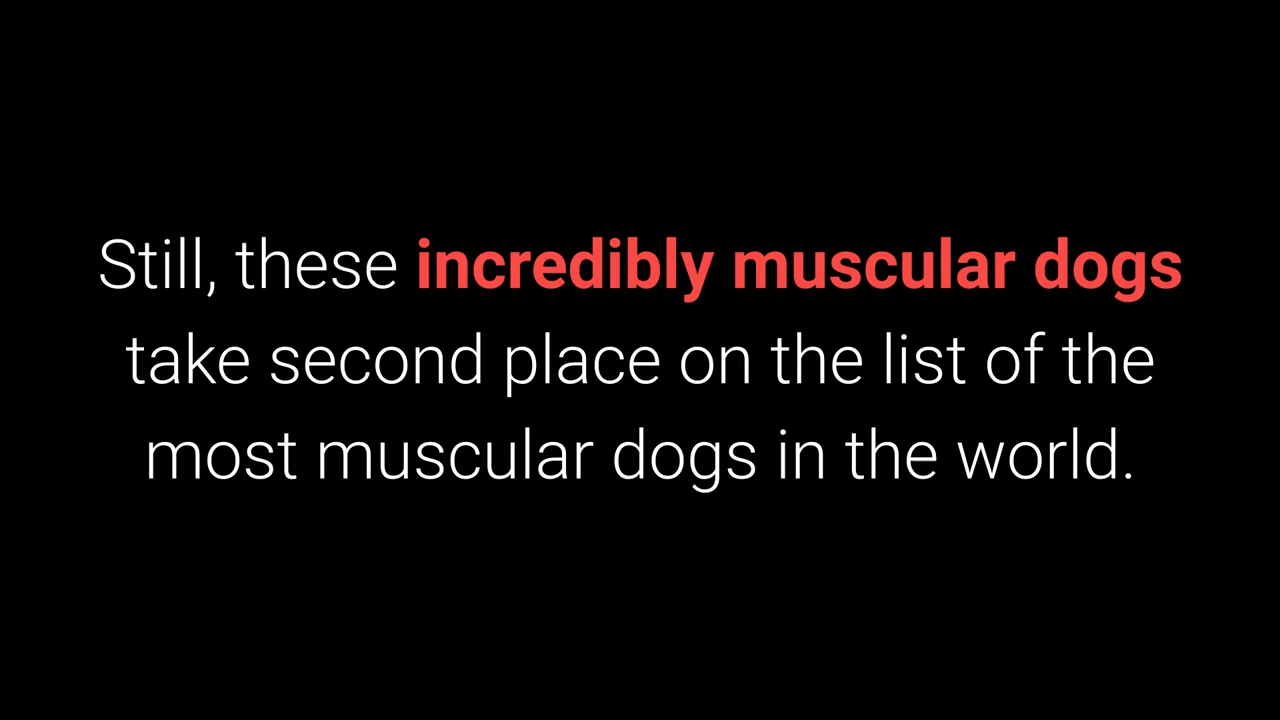 Still, these incredibly muscular dogs
take second place on the list of the
most muscular dogs in the world.